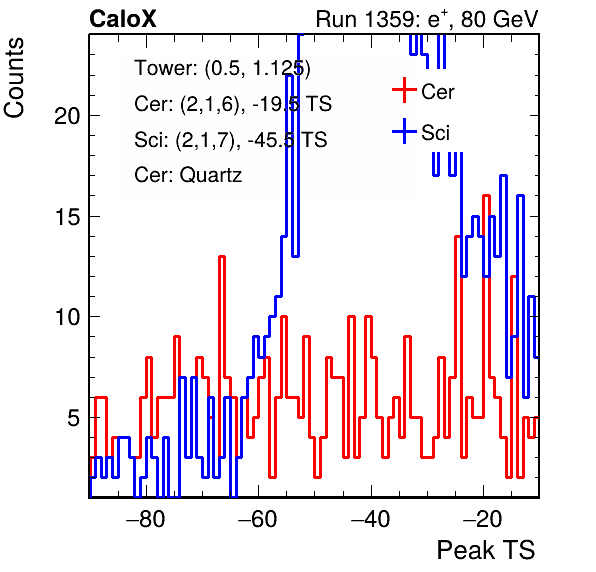 CaloX Run 1359: e⁺, 80 GeV
Counts
Tower: (0.5, 1.125)
Cer: (2,1,6), -19.5 TS
Sci: (2,1,7), -45.5 TS
Cer: Quartz
Cer
Sci
20
15
10
5
−80 −60 −40 −20
Peak TS